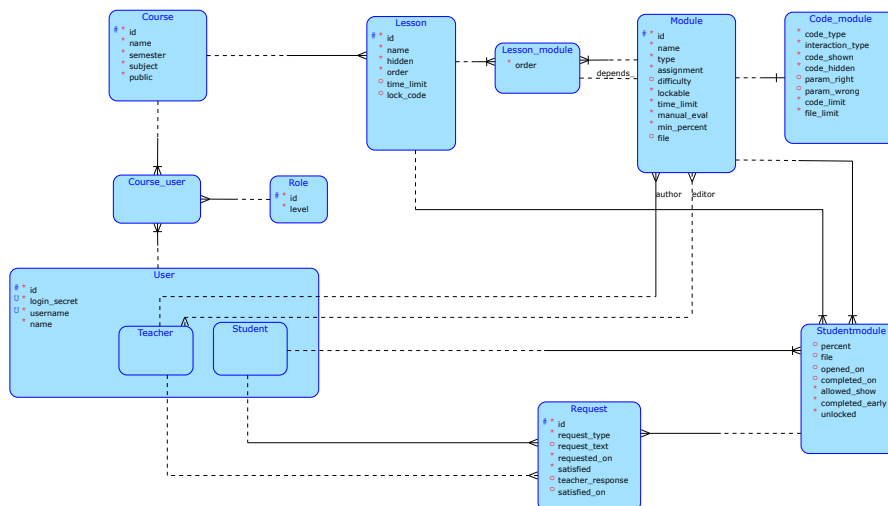 Course
# * id
* name
* semester
* subject
* public
Lesson
# * id
* name
* hidden
* order
o time_limit
o lock_code
Lesson_module
* order
depends_
Module
# * id
* name
* type
* assignment
o difficulty
* lockable
* time_limit
* manual_eval
* min_percent
o file
Code_module
* code_type
* interaction_type
* code_shown
* code_hidden
o param_right
o param_wrong
* code_limit
* file_limit
Course_user
Role
# * id
* level
author
editor
User
# * id
U * login_secret
U * username
* name
Teacher
Student
Studentmodule
o percent
o file
o opened_on
o completed_on
* allowed_show
* completed_early
* unlocked
Request
# * id
* request_type
o request_text
* requested_on
* satisfied
o teacher_response
o satisfied_on